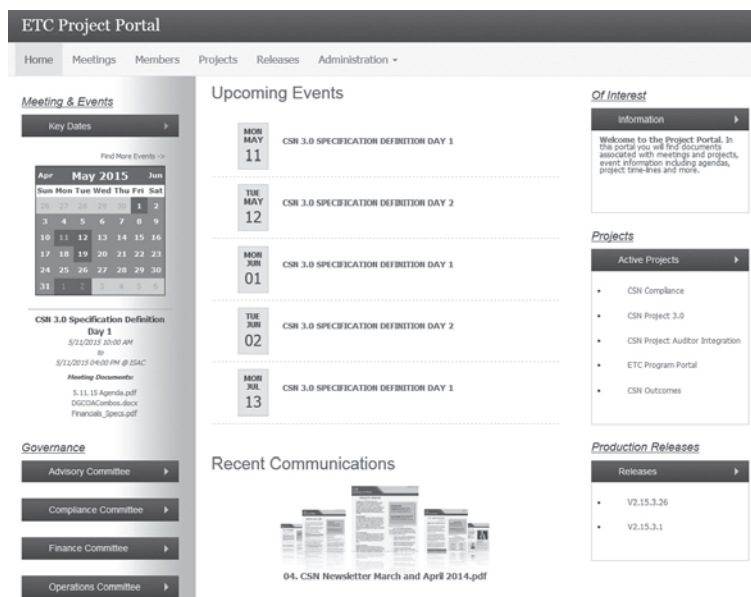 ETC Project Portal
Home Meetings Members Projects Releases Administration
Meeting & Events
Key Dates
Find More Events ->
Apr May 2015 Jun
Sun Mon Tue Wed Thu Fri Sat
26 27 28 29 30 1 2
3 4 5 6 7 8 9
10 11 12 13 14 15 16
17 18 19 20 21 22 23
24 25 26 27 28 29 30
31 1 2 3 4 5 6
CSN 3.0 Specification Definition
Day 1
5/11/2015 10:00 AM
to
5/11/2015 04:00 PM @ ISAC
Meeting Documents:
5.11.15 Agenda.pdf
DGCOACombos.docx
Financials_Specs.pdf
Governance
Advisory Committee
Compliance Committee
Finance Committee
Operations Committee
Upcoming Events
MON
MAY
11
CSN 3.0 SPECIFICATION DEFINITION DAY 1
TUE
MAY
12
CSN 3.0 SPECIFICATION DEFINITION DAY 2
MON
JUN
01
CSN 3.0 SPECIFICATION DEFINITION DAY 1
TUE
JUN
02
CSN 3.0 SPECIFICATION DEFINITION DAY 2
MON
JUL
13
CSN 3.0 SPECIFICATION DEFINITION DAY 1
Recent Communications
04. CSN Newsletter March and April 2014.pdf
Of Interest
Information
Welcome to the Project Portal. In
this portal you will find documents
associated with meetings and projects,
event information including agendas,
project time-lines and more.
Projects
Active Projects
• CSN Compliance
• CSN Project 3.0
• CSN Project Auditor Integration
• ETC Program Portal
• CSN Outcomes
Production Releases
Releases
• V2.15.3.26
• V2.15.3.1